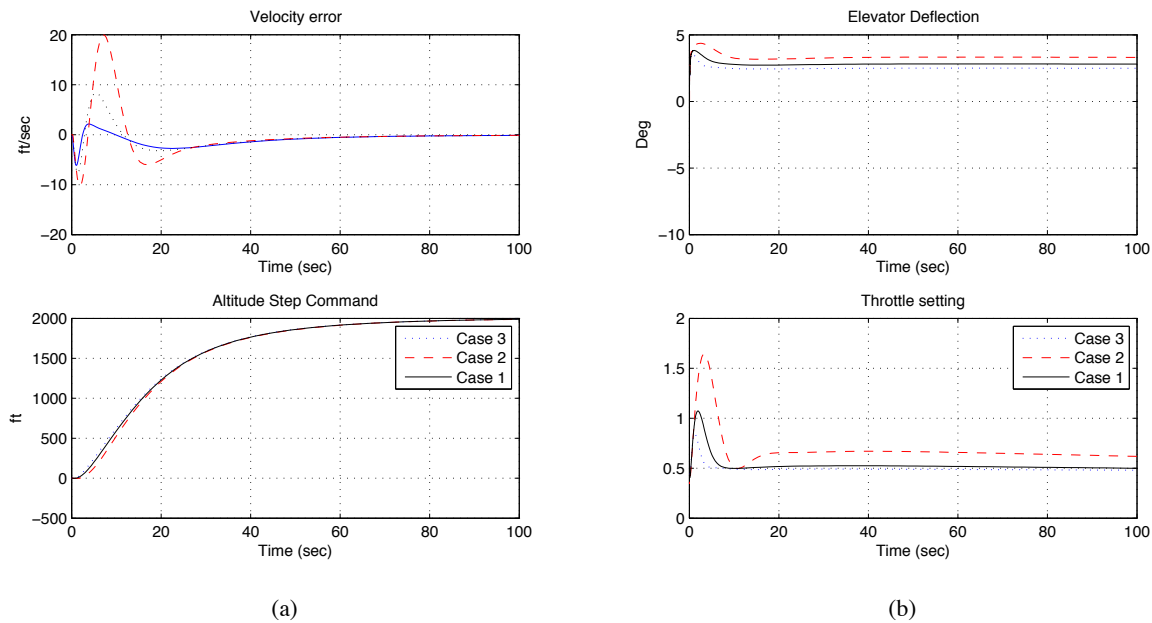 Velocity error
ft/sec
20
10
0
−10
−20
0 20 40 60 80 100
Time (sec)
Altitude Step Command
ft
2000
1500
1000
500
0
−500
Case 3
Case 2
Case 1
0 20 40 60 80 100
Time (sec)
(a)
Elevator Deflection
Deg
5
0
−5
−10
0 20 40 60 80 100
Time (sec)
Throttle setting
2
1.5
1
0.5
0
Case 3
Case 2
Case 1
0 20 40 60 80 100
Time (sec)
(b)